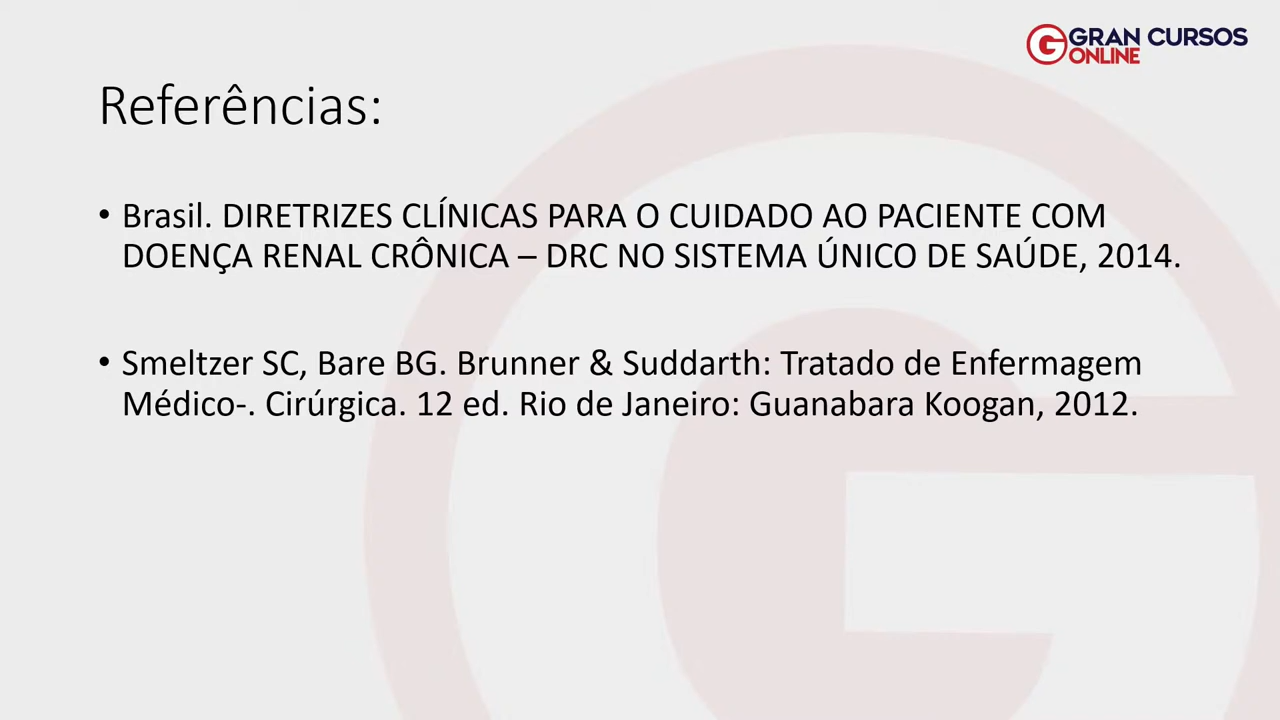 GRAN CURSOS
ONLINE
Referências:
• Brasil. DIRETRIZES CLÍNICAS PARA O CUIDADO AO PACIENTE COM
DOENÇA RENAL CRÔNICA – DRC NO SISTEMA ÚNICO DE SAÚDE, 2014.
• Smeltzer SC, Bare BG. Brunner & Suddarth: Tratado de Enfermagem
Médico-. Cirúrgica. 12 ed. Rio de Janeiro: Guanabara Koogan, 2012.